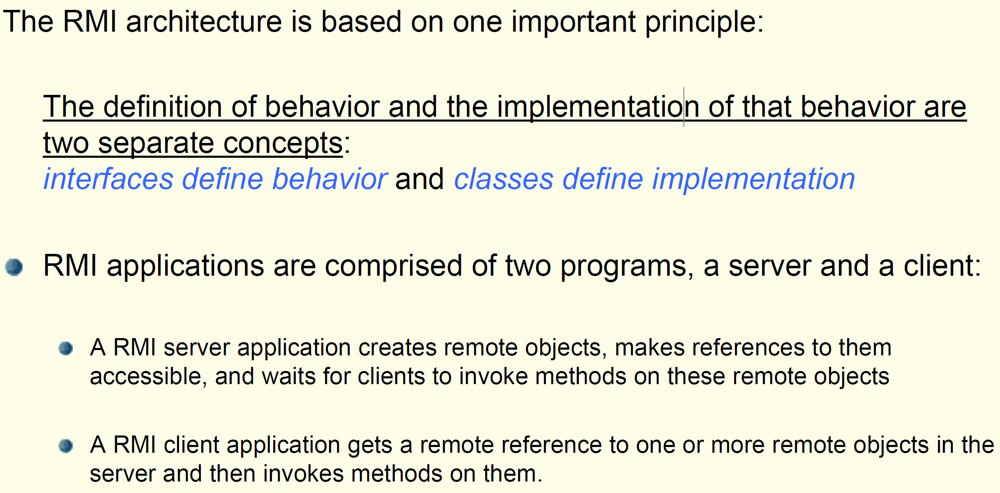 The RMI architecture is based on one important principle:
The definition of behavior and the implementation of that behavior are
two separate concepts:
interfaces define behavior and classes define implementation
RMI applications are comprised of two programs, a server and a client:
A RMI server application creates remote objects, makes references to them
accessible, and waits for clients to invoke methods on these remote objects
A RMI client application gets a remote reference to one or more remote objects in the
server and then invokes methods on them.